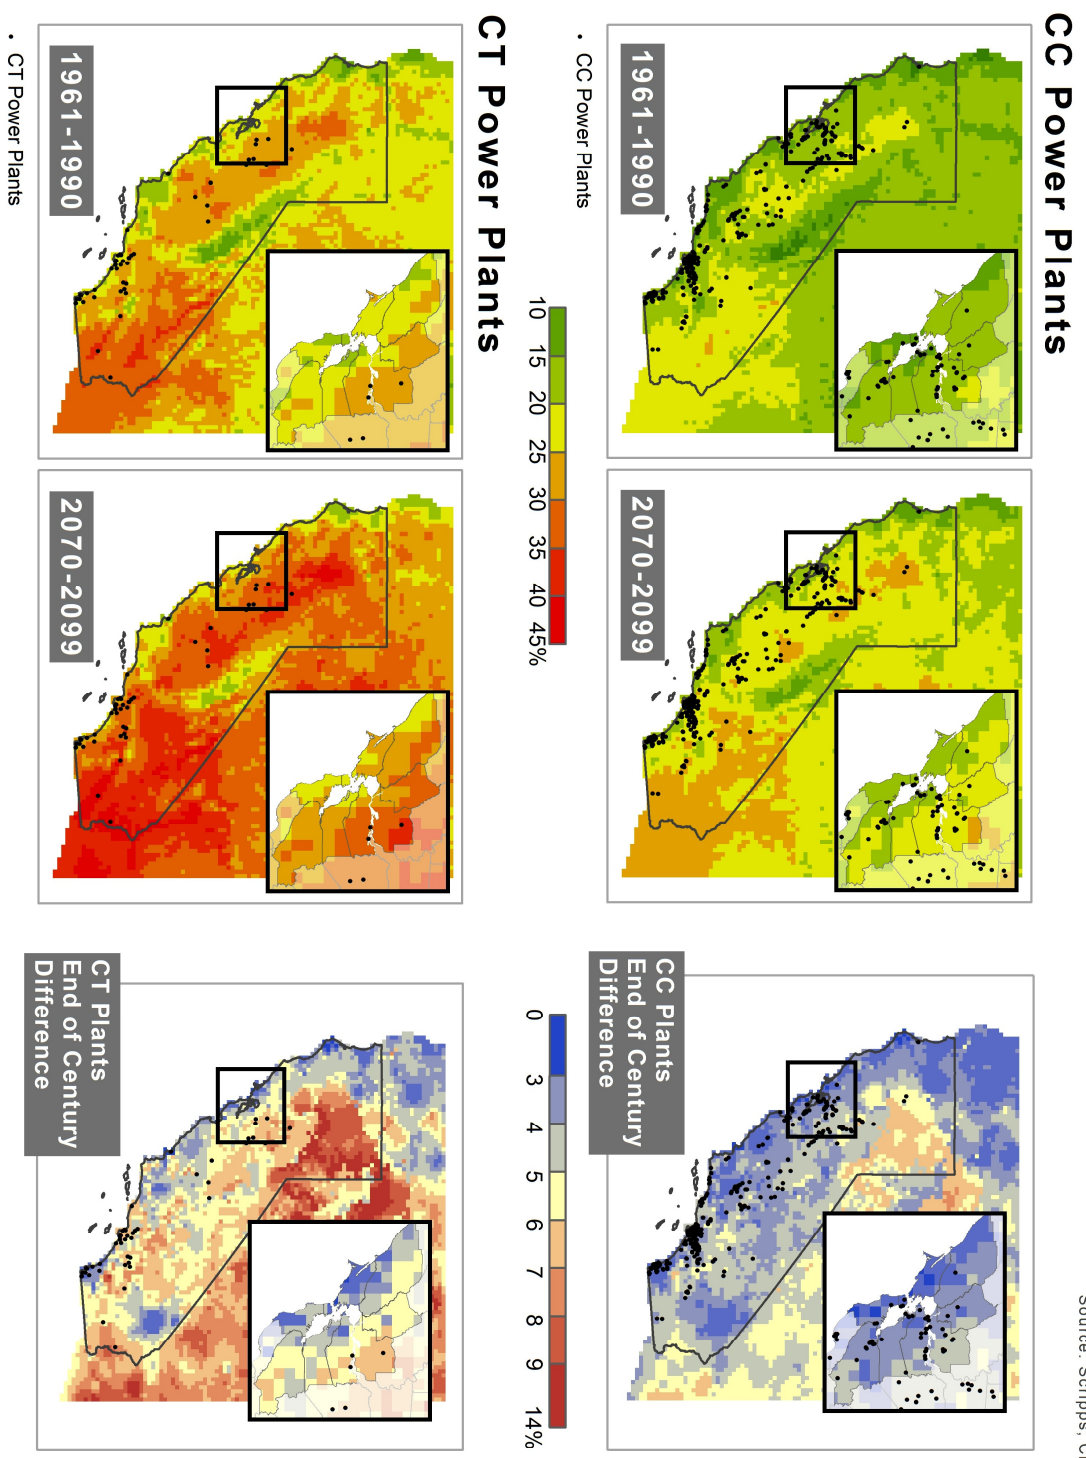 CC Power Plants
1961-1990
• CC Power Plants
2070-2099
CC Plants
End of Century
Difference
10 15 20 25 30 35 40 45%
0 3 4 5 6 7 8 9 14%
CT Power Plants
1961-1990
• CT Power Plants
2070-2099
CT Plants
End of Century
Difference
Source: Scripps,